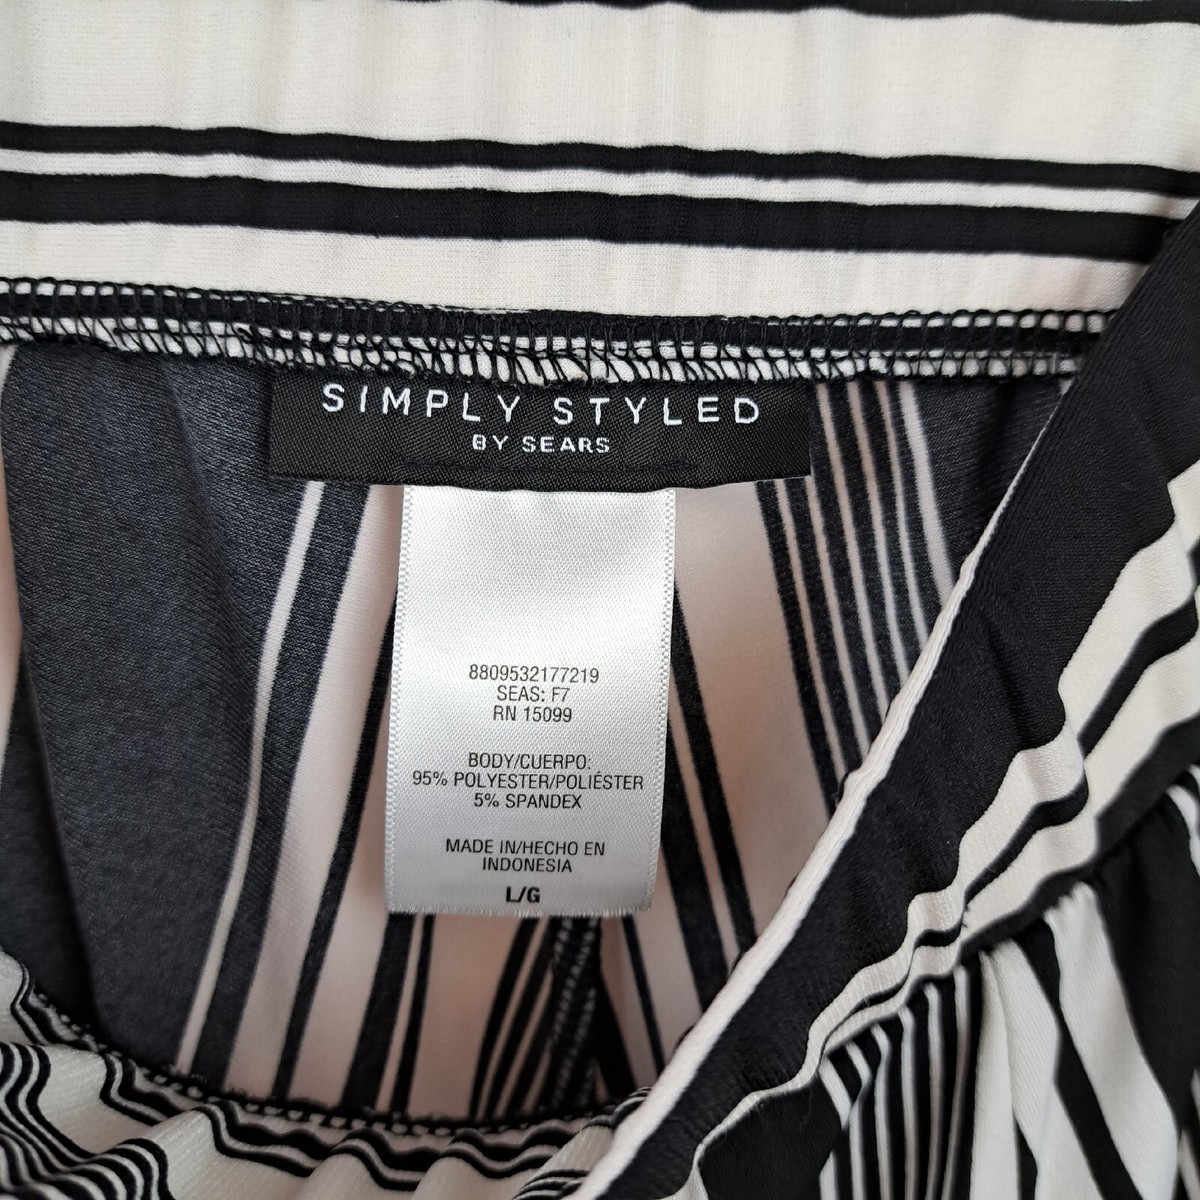 SIMPLY STYLED
BY SEARS
8809532177219
SEAS: F7
RN 15099
BODY/CUERPO:
95% POLYESTER/POLIÉSTER
5% SPANDEX
MADE IN/HECHO EN
INDONESIA
L/G